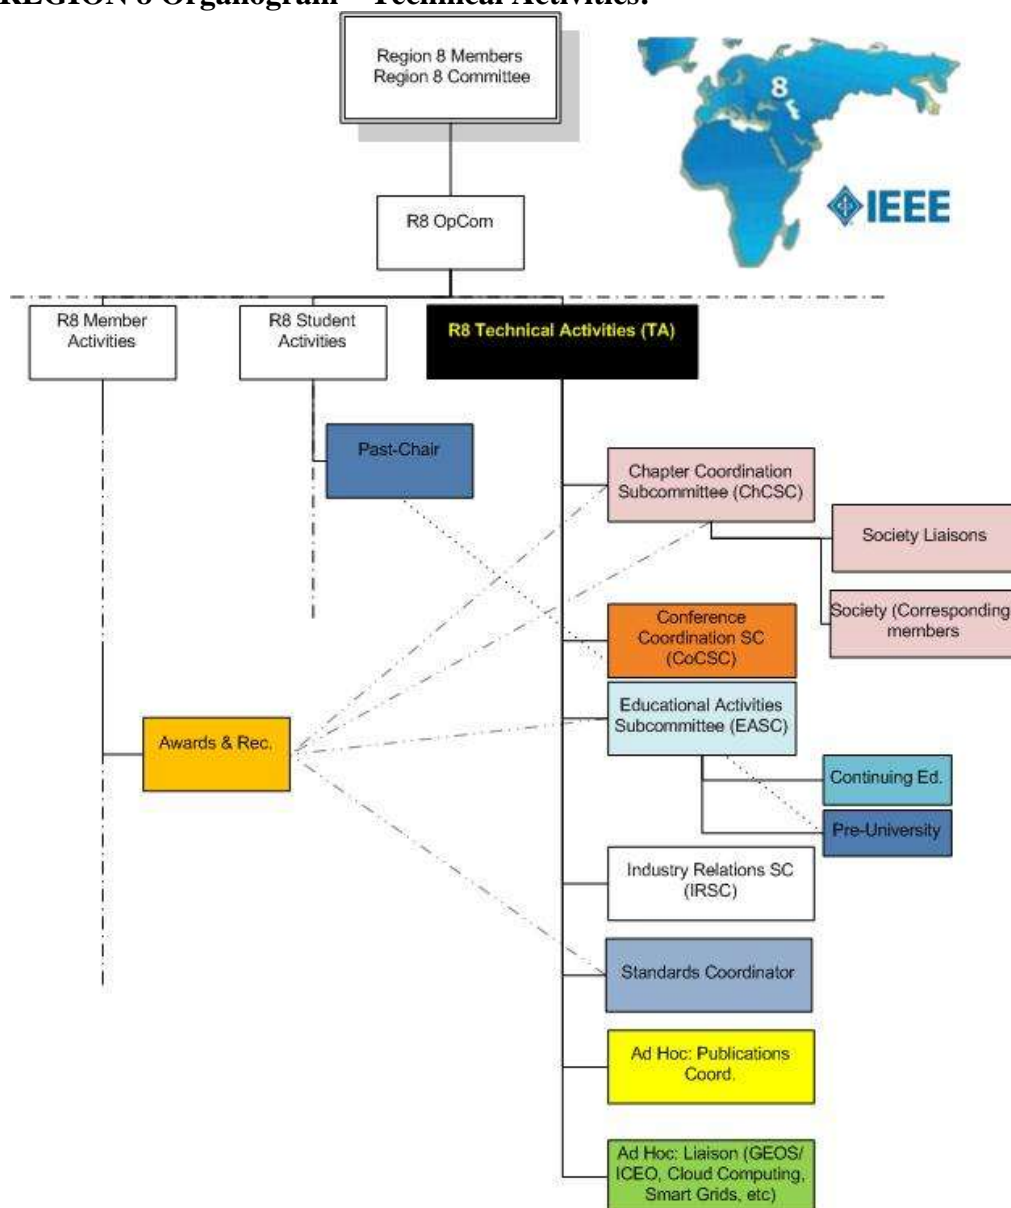 REGION 8 Organogram – Technical Activities:
Region 8 Members
Region 8 Committee
8
IEEE
R8 OpCom
R8 Member
Activities
R8 Student
Activities
R8 Technical Activities (TA)
Past-Chair
Chapter Coordination
Subcommittee (ChCSC)
Society Liaisons
Society (Corresponding
members
Conference
Coordination SC
(CoCSC)
Educational Activities
Subcommittee (EASC)
Awards & Rec.
Continuing Ed.
Pre-University
Industry Relations SC
(IRSC)
Standards Coordinator
Ad Hoc: Publications
Coord.
Ad Hoc: Liaison (GEOS/
ICEO, Cloud Computing,
Smart Grids, etc)